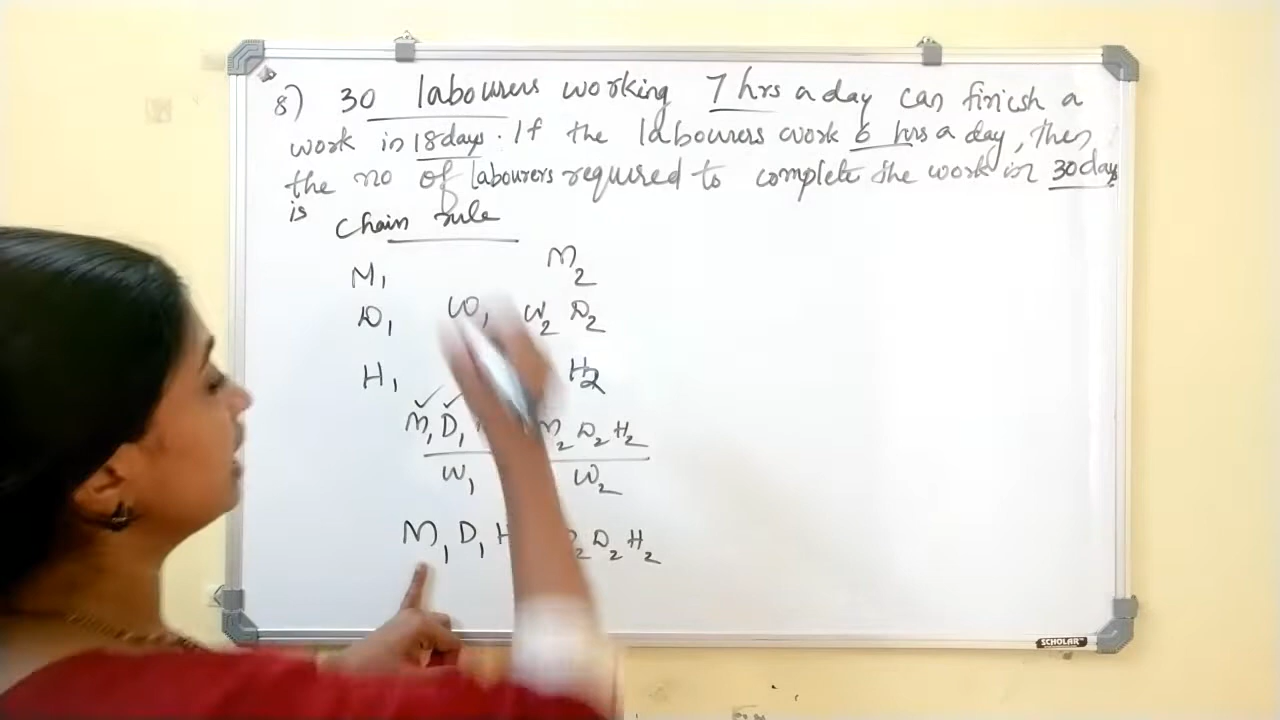 8) 30 labourers working 7 hrs a day can finish a
work in 18 days. If the labourers work 6 hrs a day, then
the no of labourers required to complete the work in 30 days
is
Chain rule
M1 M2
D1 W1 W2 D2
H1 H2
M1 D1 M2 D2 H2
W1 W2
M1 D1 H 2 D2 H2
SCHOLAR